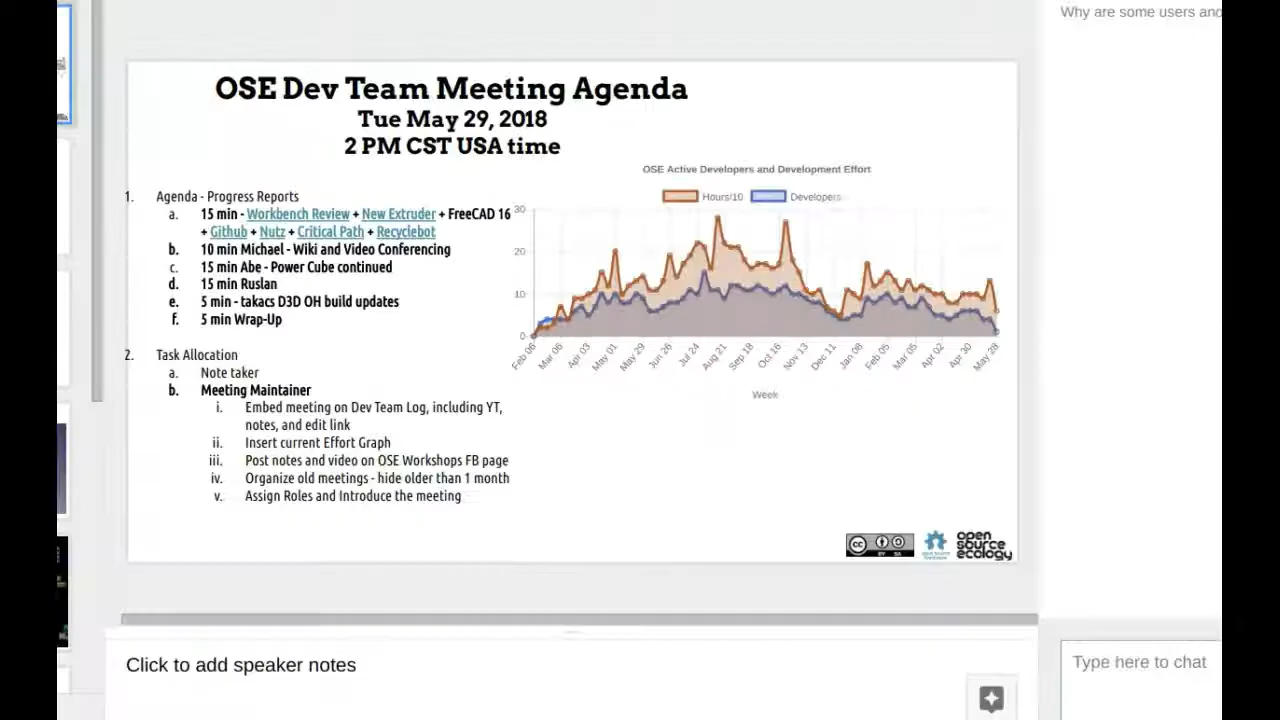 Why are some users and
OSE Dev Team Meeting Agenda
Tue May 29, 2018
2 PM CST USA time
1. Agenda - Progress Reports
a. 15 min - Workbench Review + New Extruder + FreeCAD 16
+ Github + Nutz + Critical Path + Recyclebot
b. 10 min Michael - Wiki and Video Conferencing
c. 15 min Abe - Power Cube continued
d. 15 min Ruslan
e. 5 min - takacs D3D OH build updates
f. 5 min Wrap-Up
2. Task Allocation
a. Note taker
b. Meeting Maintainer
i. Embed meeting on Dev Team Log, including YT,
notes, and edit link
ii. Insert current Effort Graph
iii. Post notes and video on OSE Workshops FB page
iv. Organize old meetings - hide older than 1 month
v. Assign Roles and Introduce the meeting
OSE Active Developers and Development Effort
Hours/10 Developers
30
20
10
0
Feb 06 Mar 06 Apr 03 May 01 May 29 Jun 26 Jul 24 Aug 21 Sep 18 Oct 16 Nov 13 Dec 11 Jan 08 Feb 05 Mar 05 Apr 02 Apr 30 May 28
Week
cc BY SA
open
source
ecology
Click to add speaker notes
Type here to chat